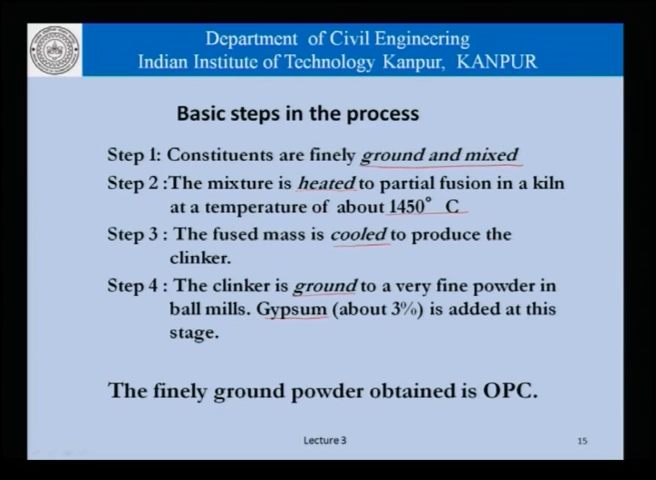 Department of Civil Engineering
Indian Institute of Technology Kanpur, KANPUR
Basic steps in the process
Step 1: Constituents are finely ground and mixed
Step 2 :The mixture is heated to partial fusion in a kiln
at a temperature of about 1450° C
Step 3 : The fused mass is cooled to produce the
clinker.
Step 4 : The clinker is ground to a very fine powder in
ball mills. Gypsum (about 3%) is added at this
stage.
The finely ground powder obtained is OPC.
Lecture 3
15